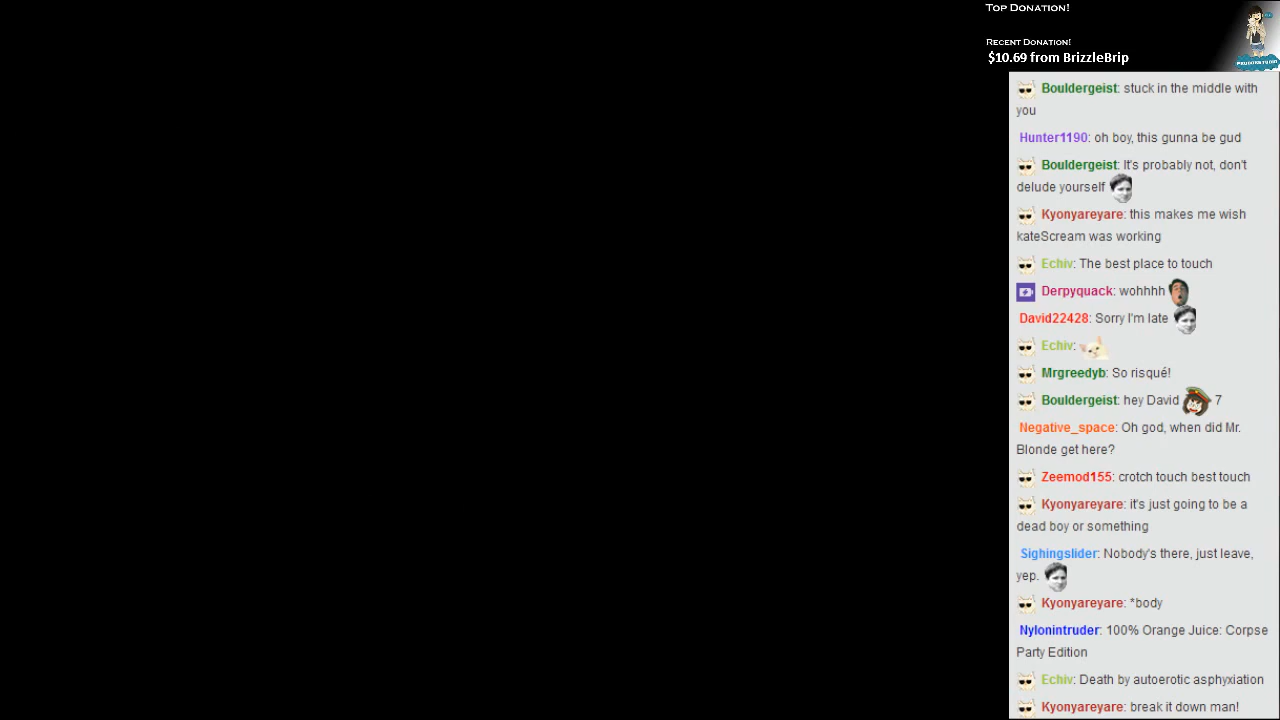 Top Donation!
Recent Donation!
$10.69 from BrizzleBrip
Bouldergeist: stuck in the middle with
you
Hunter1190: oh boy, this gunna be gud
Bouldergeist: It's probably not, don't
delude yourself
Kyonyareyare: this makes me wish
kateScream was working
Echiv: The best place to touch
Derpyquack: wohhhh
David22428: Sorry I'm late
Echiv:
Mrgreedyb: So risqué!
Bouldergeist: hey David 7
Negative_space: Oh god, when did Mr.
Blonde get here?
Zeemod155: crotch touch best touch
Kyonyareyare: it's just going to be a
dead boy or something
Sighingslider: Nobody's there, just leave,
yep.
Kyonyareyare: *body
Nylonintruder: 100% Orange Juice: Corpse
Party Edition
Echiv: Death by autoerotic asphyxiation
Kyonyareyare: break it down man!